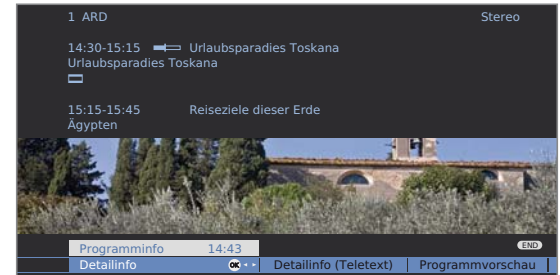 1 ARD Stereo
14:30-15:15 Urlaubsparadies Toskana
Urlaubsparadies Toskana
15:15-15:45 Reiseziele dieser Erde
Ägypten
END
Programminfo 14:43
Detailinfo OK Detailinfo (Teletext) Programmvorschau